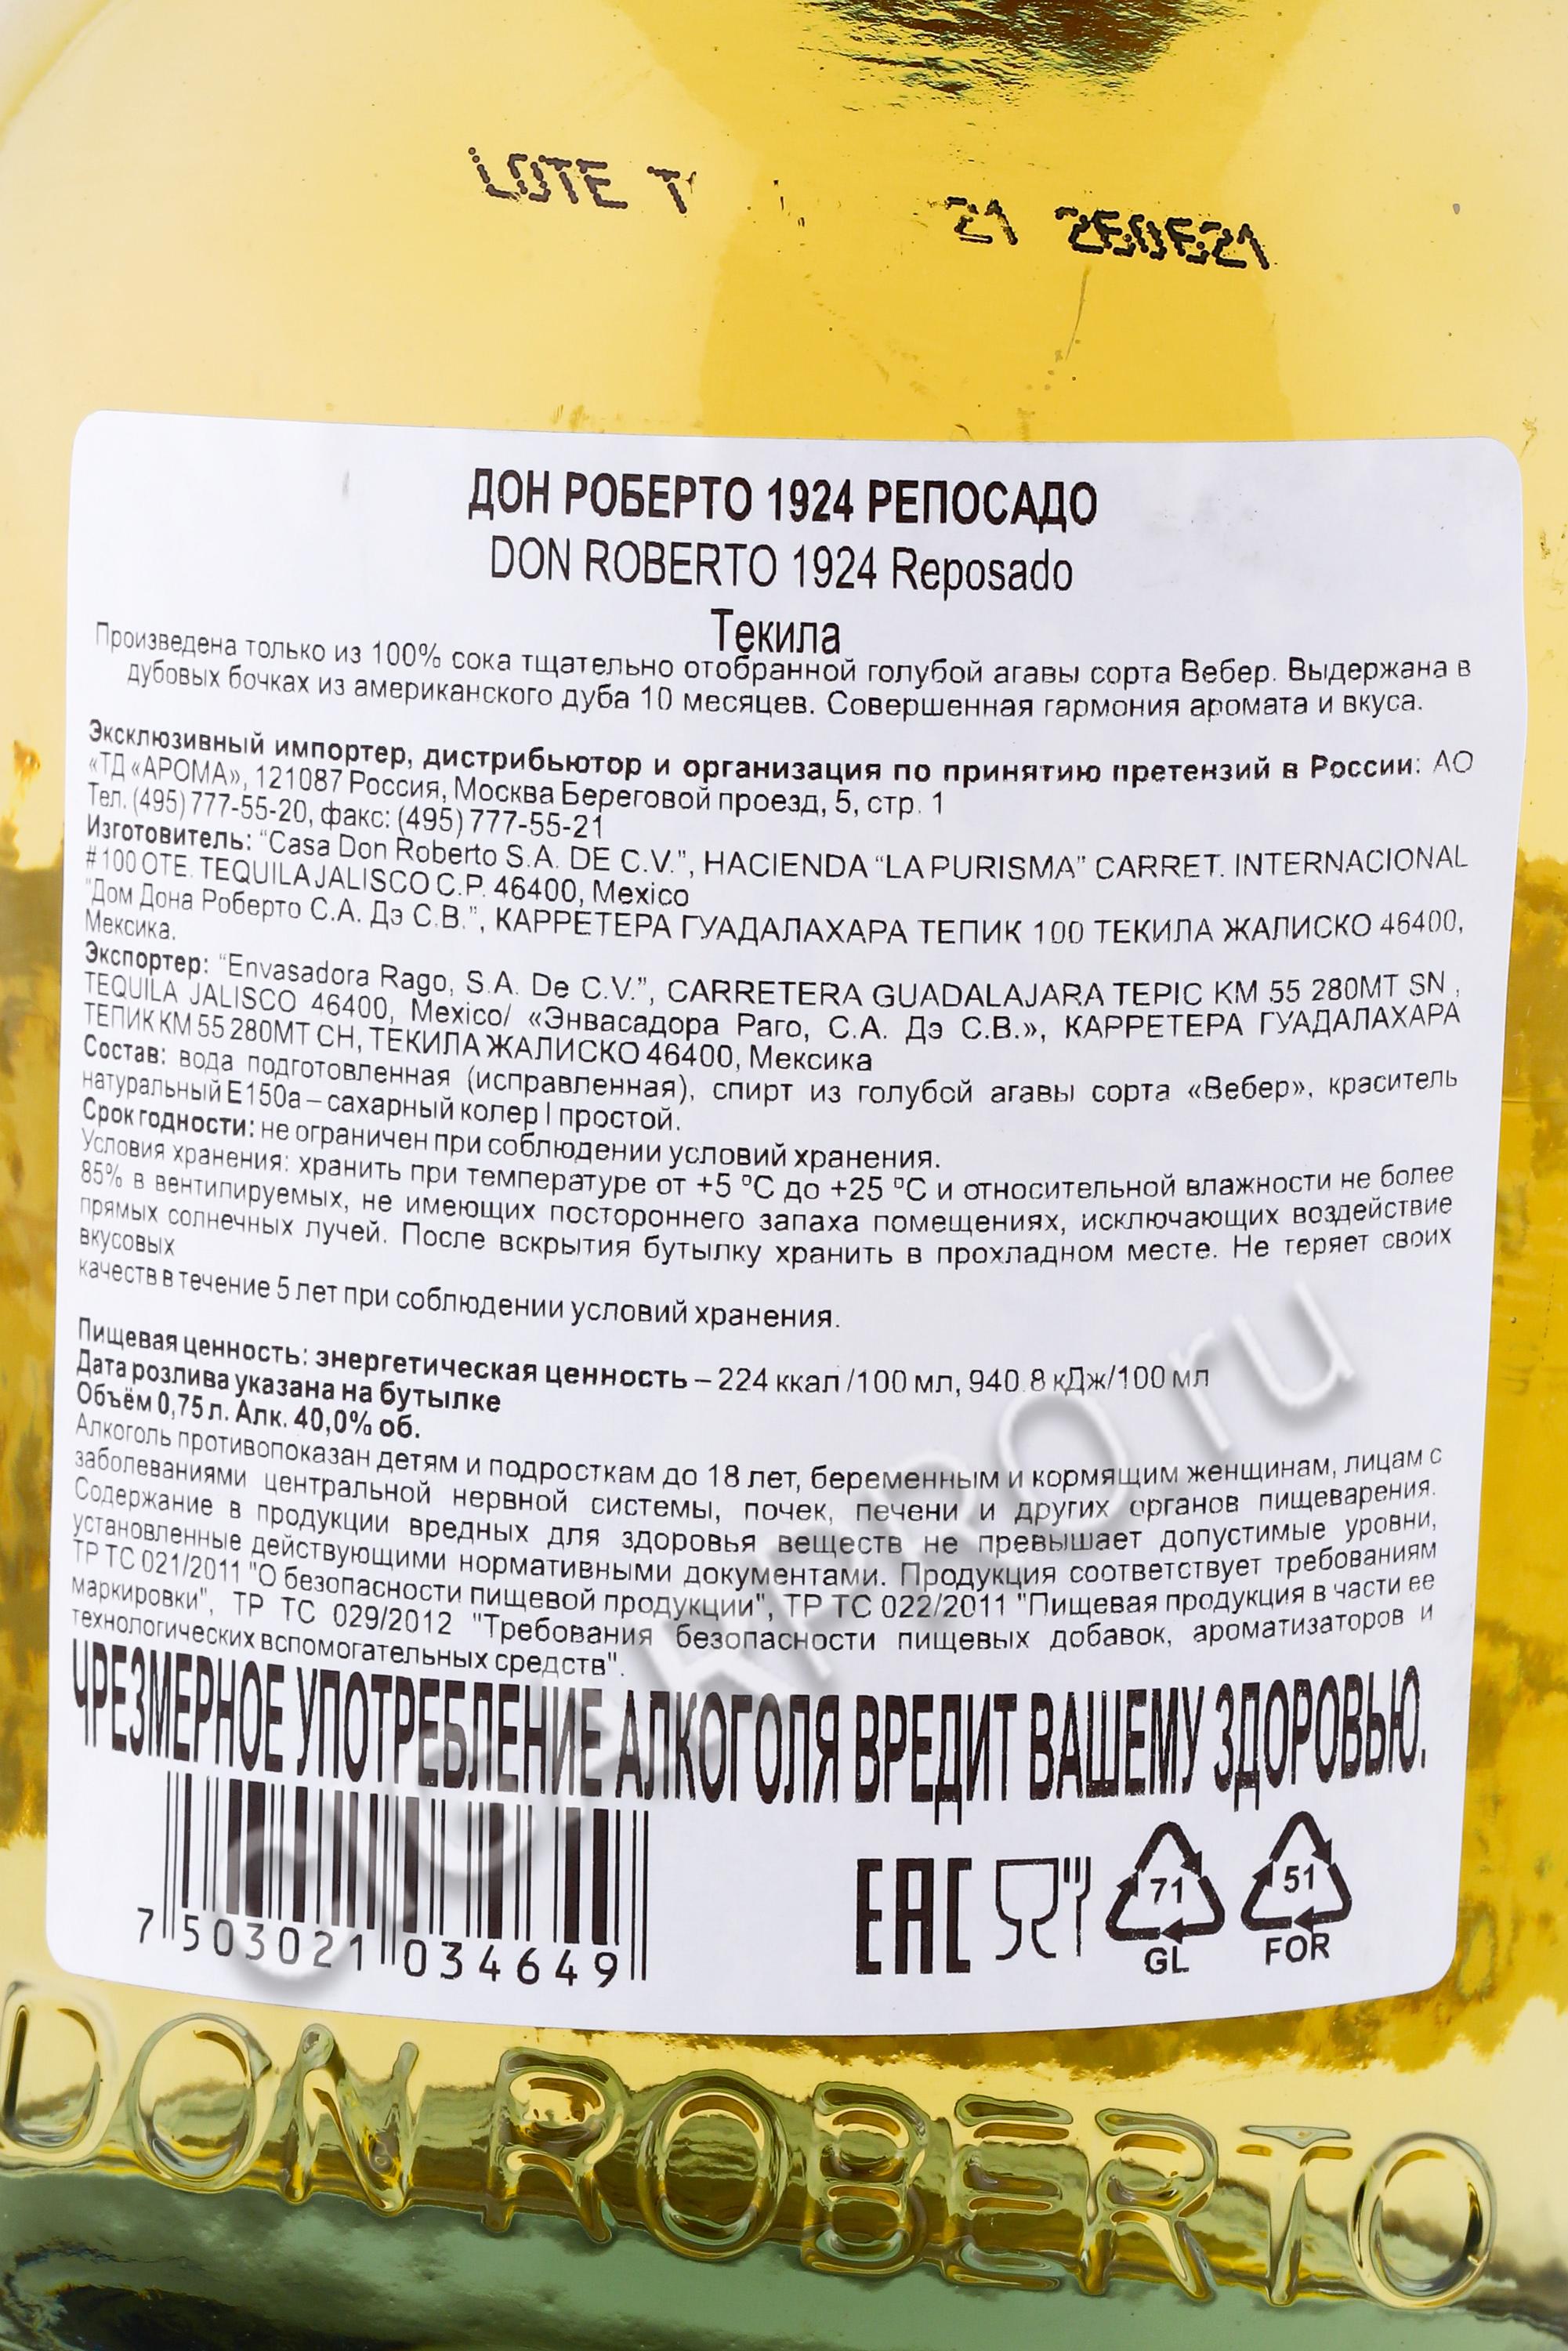 LOTE T 21
ДОН РОБЕРТО 1924 РЕПОСАДО
DON ROBERTO 1924 Reposado
Текила
Произведена только из 100% сока тщательно отобранной голубой агавы сорта Вебер. Выдержана в
дубовых бочках из американского дуба 10 месяцев. Совершенная гармония аромата и вкуса.
Эксклюзивный импортер, дистрибьютор и организация по принятию претензий в России: АО
«ТД «АРОМА», 121087 Россия, Москва Береговой проезд, 5, стр. 1
Тел. (495) 777-55-20, факс: (495) 777-55-21
Изготовитель: "Casa Don Roberto S.A. DE C.V.", HACIENDA "LA PURISMA" CARRET. INTERNACIONAL
#100 OTE. TEQUILA JALISCO C.P. 46400, Mexico
"Дом Дона Роберто С.А. Дэ С.В.", КАРРЕТЕРА ГУАДАЛАХАРА ТЕПИК 100 ТЕКИЛА ЖАЛИСКО 46400,
Мексика.
Экспортер: "Envasadora Rago, S.A. De C.V.", CARRETERA GUADALAJARA TEPIC KM 55 280MT SN ,
TEQUILA JALISCO 46400, Mexico/ «Энвасадора Раго, С.А. Дэ С.В.», КАРРЕТЕРА ГУАДАЛАХАРА
ТЕПИК КМ 55 280МТ СН, ТЕКИЛА ЖАЛИСКО 46400, Мексика
Состав: вода подготовленная (исправленная), спирт из голубой агавы сорта «Вебер», краситель
натуральный Е150а – сахарный колер I простой.
Срок годности: не ограничен при соблюдении условий хранения.
Условия хранения: хранить при температуре от +5 ºC до +25 ºC и относительной влажности не более
85% в вентилируемых, не имеющих постороннего запаха помещениях, исключающих воздействие
прямых солнечных лучей. После вскрытия бутылку хранить в прохладном месте. Не теряет своих
вкусовых
качеств в течение 5 лет при соблюдении условий хранения.
Пищевая ценность: энергетическая ценность – 224 ккал /100 мл, 940.8 кДж/100 мл
Дата розлива указана на бутылке
Объём 0,75 л. Алк. 40,0% об.
Алкоголь противопоказан детям и подросткам до 18 лет, беременным и кормящим женщинам, лицам с
заболеваниями центральной нервной системы, почек, печени и других органов пищеварения.
Содержание в продукции вредных для здоровья веществ не превышает допустимые уровни,
установленные действующими нормативными документами. Продукция соответствует требованиям
ТР ТС 021/2011 "О безопасности пищевой продукции", ТР ТС 022/2011 "Пищевая продукция в части ее
маркировки", ТР ТС 029/2012 "Требования безопасности пищевых добавок, ароматизаторов и
технологических вспомогательных средств".
ЧРЕЗМЕРНОЕ УПОТРЕБЛЕНИЕ АЛКОГОЛЯ ВРЕДИТ ВАШЕМУ ЗДОРОВЬЮ.
7 503021 034649
EAC 71 51
GL FOR
DON ROBERTO